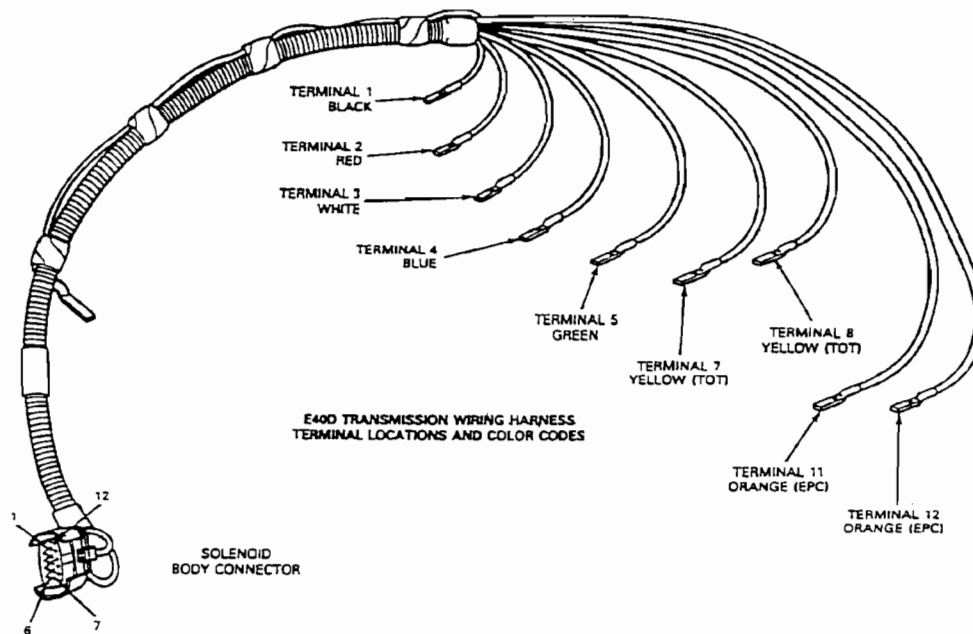 TERMINAL 1
BLACK
TERMINAL 2
RED
TERMINAL 3
WHITE
TERMINAL 4
BLUE
TERMINAL 5
GREEN
TERMINAL 7
YELLOW (TOT)
TERMINAL 8
YELLOW (TOT)
TERMINAL 11
ORANGE (EPC)
TERMINAL 12
ORANGE (EPC)
E40D TRANSMISSION WIRING HARNESS
TERMINAL LOCATIONS AND COLOR CODES
1
12
SOLENOID
BODY CONNECTOR
6
7